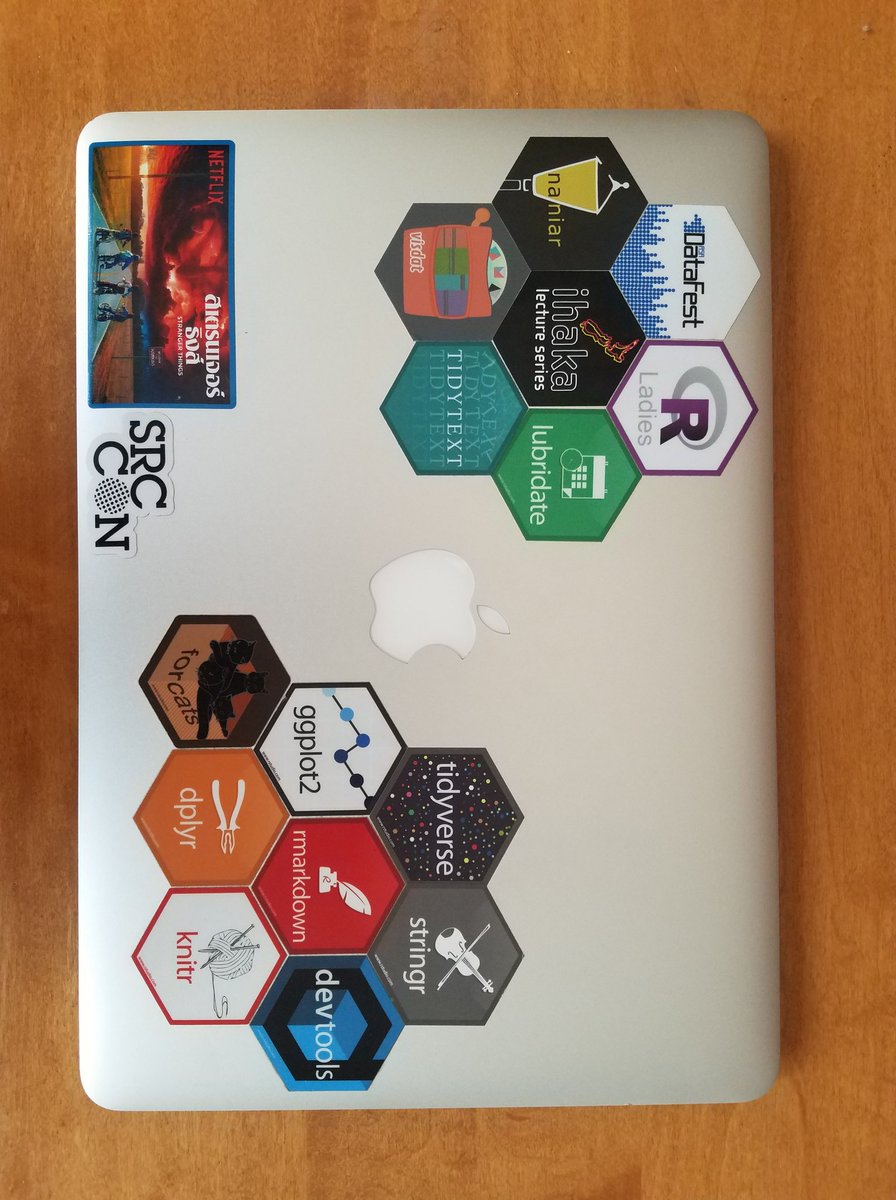 NETFLIX
สเตรนเจอร์
ธิงส์
STRANGER THINGS
SRC
CON
visdat
naniar
DataFest
ihaka
lecture series
TIDYTEXT
TIDYTEXT
TIDYTEXT
R
Ladies
lubridate
forcats
ggplot2
tidyverse
dplyr
rmarkdown
R
stringr
knitr
devtools